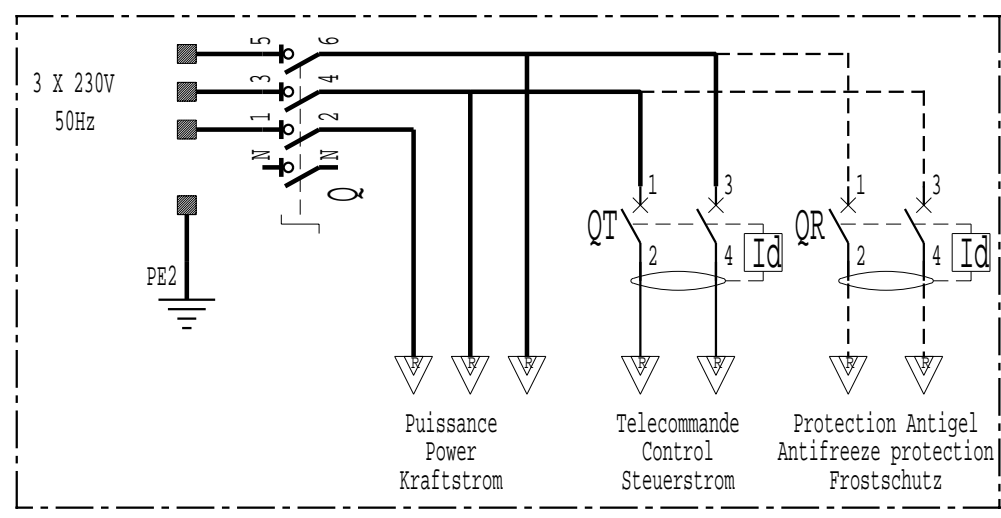 3 X 230V
50Hz
5
6
3
4
1
2
N
N
Q
PE2
QT
1
3
2
4
Id
QR
1
3
2
4
Id
R
R
R
R
R
R
R
Puissance
Power
Kraftstrom
Telecommande
Control
Steuerstrom
Protection Antigel
Antifreeze protection
Frostschutz